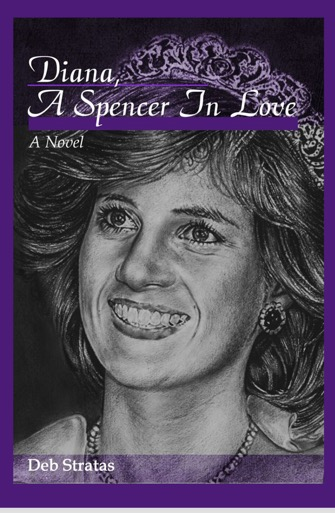 Diana,
A Spencer In Love
A Novel
Deb Stratas